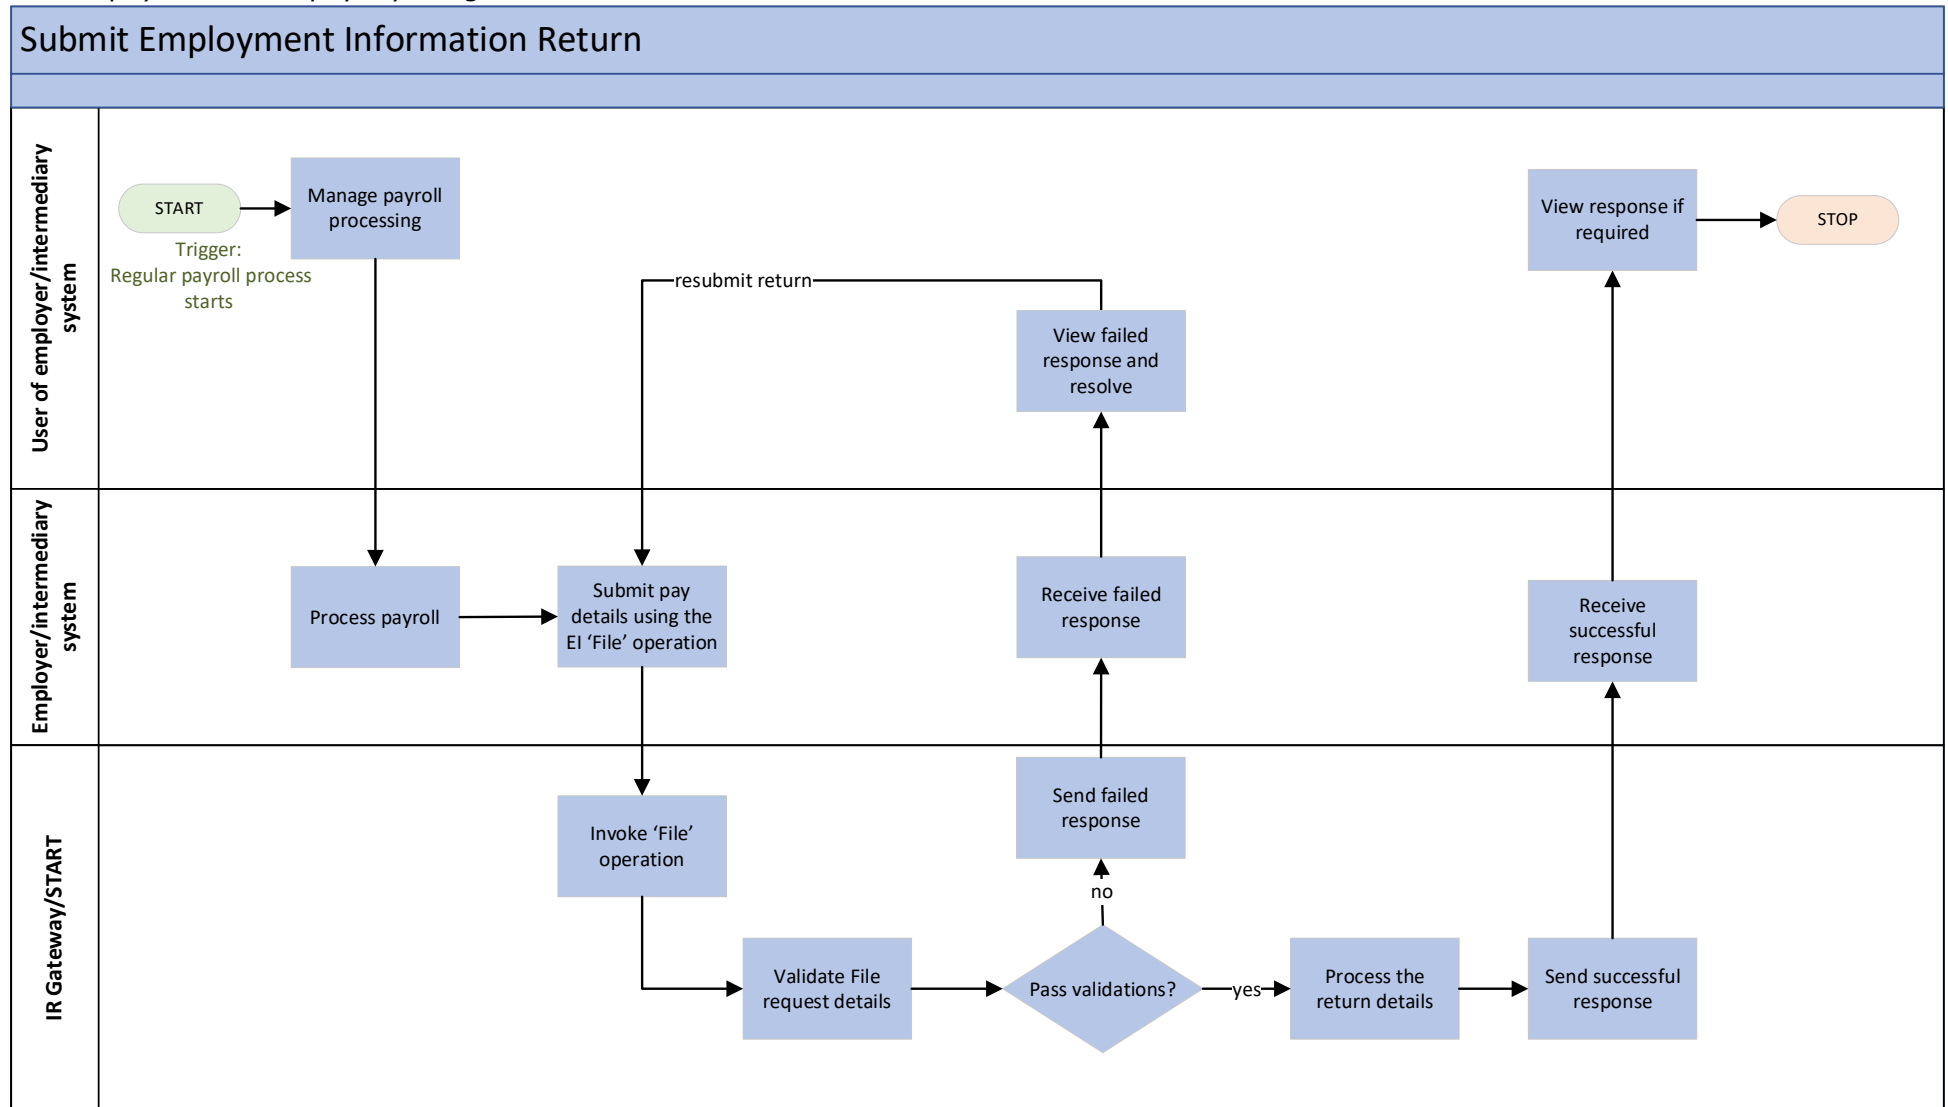 Submit Employment Information Return
User of employer/intermediary
system
START
Trigger:
Regular payroll process
starts
Manage payroll
processing
resubmit return
View failed
response and
resolve
View response if
required
STOP
Employer/intermediary
system
Process payroll
Submit pay
details using the
EI ‘File’ operation
Receive failed
response
Receive
successful
response
IR Gateway/START
Invoke ‘File’
operation
Send failed
response
no
Validate File
request details
Pass validations?
yes
Process the
return details
Send successful
response